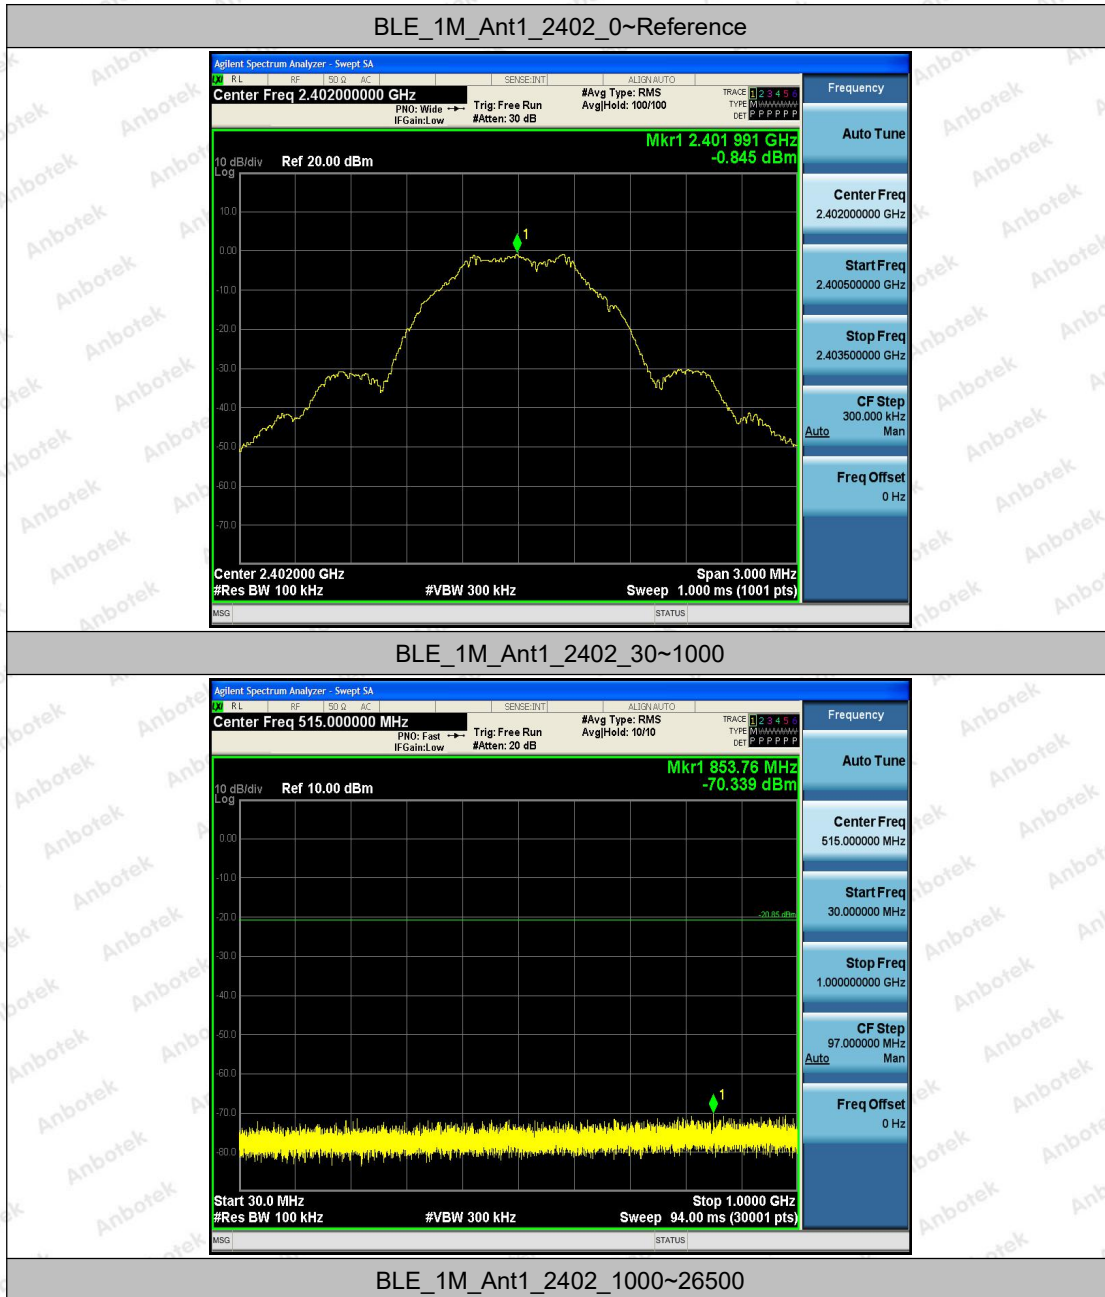 BLE_1M_Ant1_2402_0~Reference
Agilent Spectrum Analyzer - Swept SA
LXI RL RF 50 Ω AC SENSE:INT ALIGN AUTO
Center Freq 2.402000000 GHz
PNO: Wide
IFGain:Low
Trig: Free Run
#Atten: 30 dB
#Avg Type: RMS
Avg|Hold: 100/100
TRACE 1 2 3 4 5 6
TYPE M WWWWW
DET P P P P P P
Mkr1 2.401 991 GHz
-0.845 dBm
10 dB/div Ref 20.00 dBm
Log
10.0
0.00
-10.0
-20.0
-30.0
-40.0
-50.0
-60.0
-70.0
1
Center 2.402000 GHz Span 3.000 MHz
#Res BW 100 kHz #VBW 300 kHz Sweep 1.000 ms (1001 pts)
MSG STATUS
Frequency
Auto Tune
Center Freq
2.402000000 GHz
Start Freq
2.400500000 GHz
Stop Freq
2.403500000 GHz
CF Step
300.000 kHz
Auto Man
Freq Offset
0 Hz
BLE_1M_Ant1_2402_30~1000
Agilent Spectrum Analyzer - Swept SA
LXI RL RF 50 Ω AC SENSE:INT ALIGN AUTO
Center Freq 515.000000 MHz
PNO: Fast
IFGain:Low
Trig: Free Run
#Atten: 20 dB
#Avg Type: RMS
Avg|Hold: 10/10
TRACE 1 2 3 4 5 6
TYPE M WWWWW
DET P P P P P P
Mkr1 853.76 MHz
-70.339 dBm
10 dB/div Ref 10.00 dBm
Log
0.00
-10.0
-20.0
-30.0
-40.0
-50.0
-60.0
-70.0
-80.0
-20.85 dBm
1
Start 30.0 MHz Stop 1.0000 GHz
#Res BW 100 kHz #VBW 300 kHz Sweep 94.00 ms (30001 pts)
MSG STATUS
Frequency
Auto Tune
Center Freq
515.000000 MHz
Start Freq
30.000000 MHz
Stop Freq
1.000000000 GHz
CF Step
97.000000 MHz
Auto Man
Freq Offset
0 Hz
BLE_1M_Ant1_2402_1000~26500